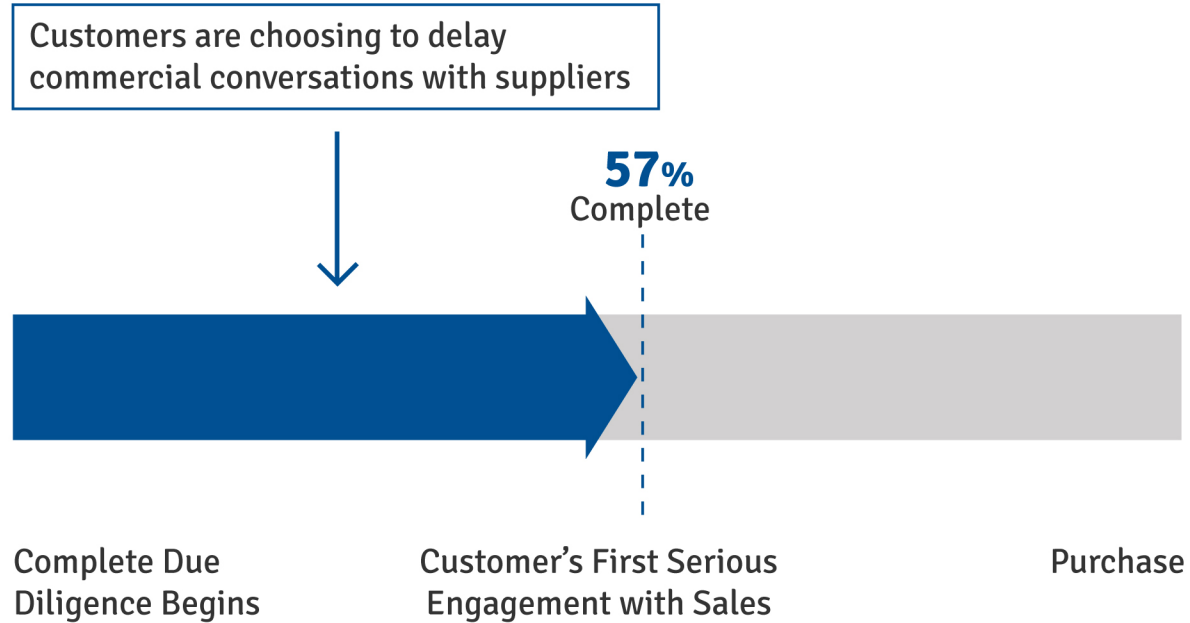 Customers are choosing to delay
commercial conversations with suppliers
57%
Complete
Complete Due
Diligence Begins
Customer’s First Serious
Engagement with Sales
Purchase